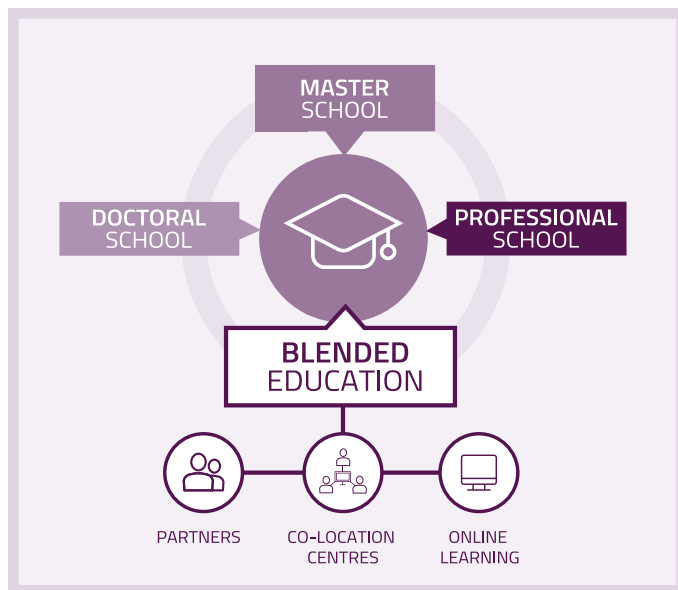 MASTER
SCHOOL
DOCTORAL
SCHOOL
PROFESSIONAL
SCHOOL
BLENDED
EDUCATION
PARTNERS
CO-LOCATION
CENTRES
ONLINE
LEARNING